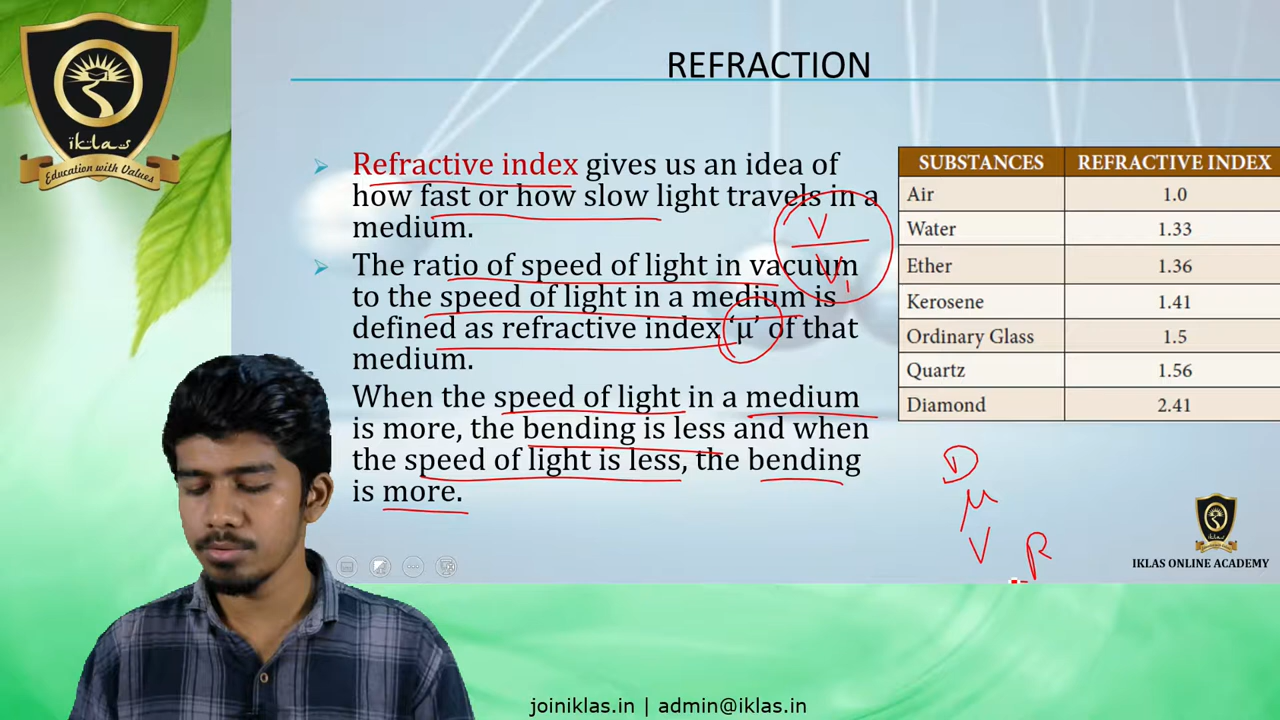 iklas
Education with Values
REFRACTION
Refractive index gives us an idea of
how fast or how slow light travels in a
medium.
The ratio of speed of light in vacuum
to the speed of light in a medium is
defined as refractive index ‘μ’ of that
medium.
When the speed of light in a medium
is more, the bending is less and when
the speed of light is less, the bending
is more.
V
V1
SUBSTANCES REFRACTIVE INDEX
Air 1.0
Water 1.33
Ether 1.36
Kerosene 1.41
Ordinary Glass 1.5
Quartz 1.56
Diamond 2.41
D
μ
V R
IKLAS ONLINE ACADEMY
joiniklas.in | admin@iklas.in